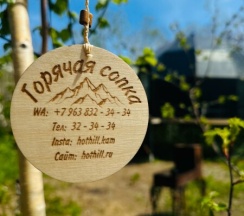 Горячая сопка
WA: +7 963 832 - 34 - 34
Тел: 32 - 34 - 34
Insta: hothill.kam
Сайт: hothill.ru